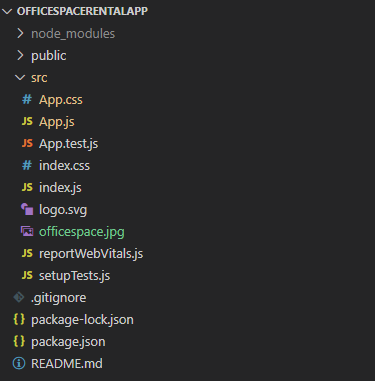 OFFICESPACERENTALAPP
node_modules
public
src
# App.css
JS App.js
JS App.test.js
# index.css
JS index.js
logo.svg
officespace.jpg
JS reportWebVitals.js
JS setupTests.js
.gitignore
{} package-lock.json
{} package.json
README.md